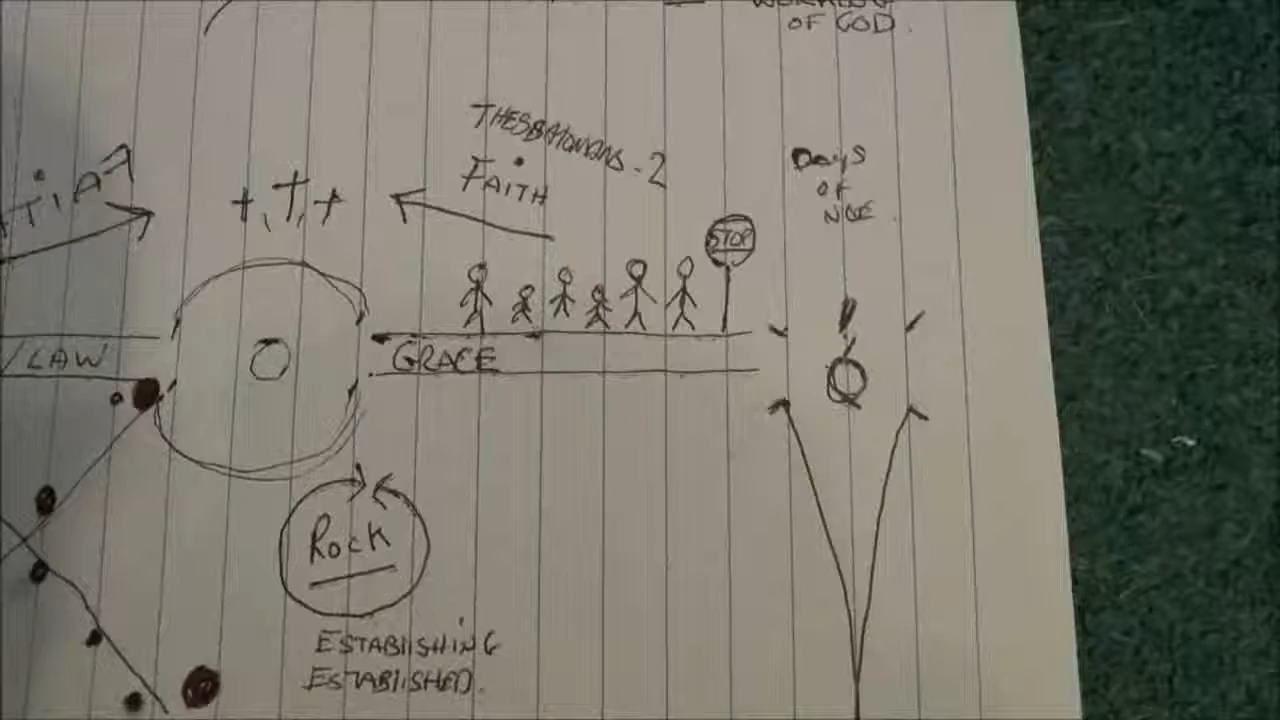 OF GOD.
THESSALONIANS - 2
FAITH
DAYS
OF
NOE.
STOP
/LAW
GRACE
ROCK
ESTABLISHING
ESTABLISHED.